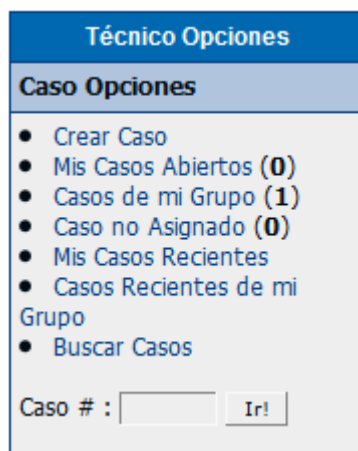 Técnico Opciones
Caso Opciones
• Crear Caso
• Mis Casos Abiertos (0)
• Casos de mi Grupo (1)
• Caso no Asignado (0)
• Mis Casos Recientes
• Casos Recientes de mi
Grupo
• Buscar Casos
Caso # : Ir!